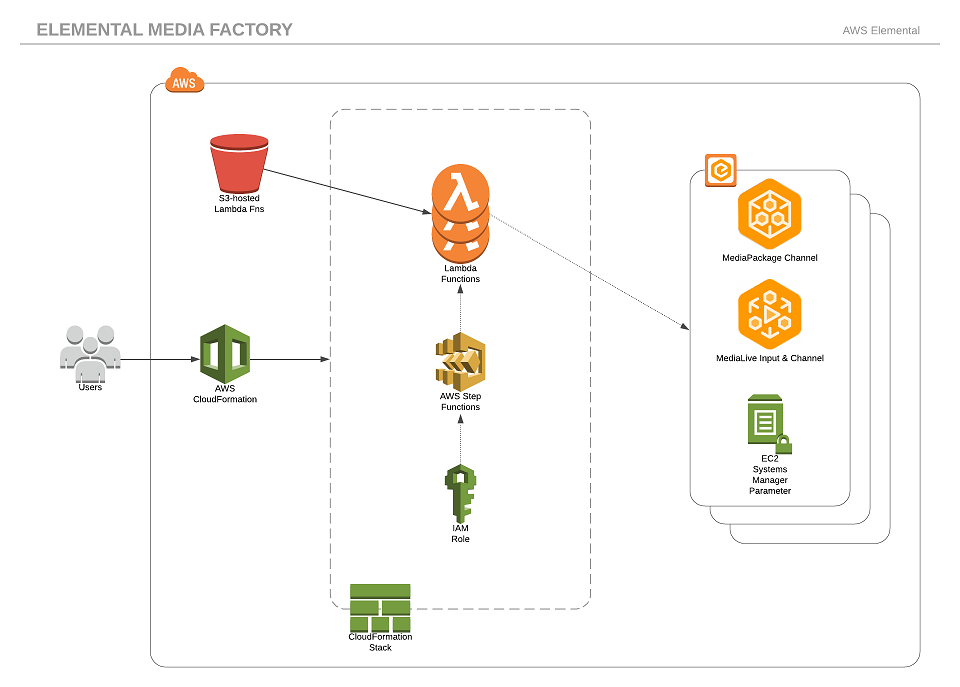 ELEMENTAL MEDIA FACTORY
AWS Elemental
AWS
S3-hosted
Lambda Fns
Lambda
Functions
MediaPackage Channel
MediaLive Input & Channel
Users
AWS
CloudFormation
AWS Step
Functions
EC2
Systems
Manager
Parameter
IAM
Role
CloudFormation
Stack